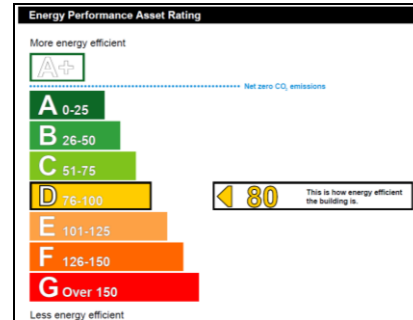 Energy Performance Asset Rating
More energy efficient
A+
Net zero CO₂ emissions
A 0-25
B 26-50
C 51-75
D 76-100
80
This is how energy efficient
the building is.
E 101-125
F 126-150
G Over 150
Less energy efficient